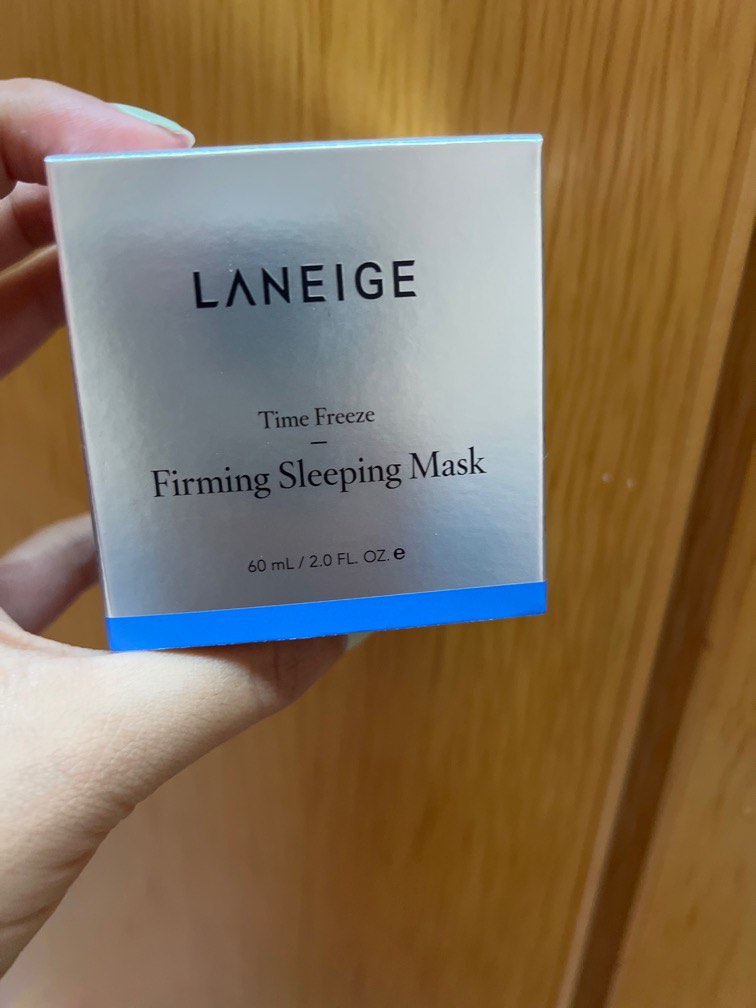 LANEIGE
Time Freeze
Firming Sleeping Mask
60 mL / 2.0 FL. OZ. e